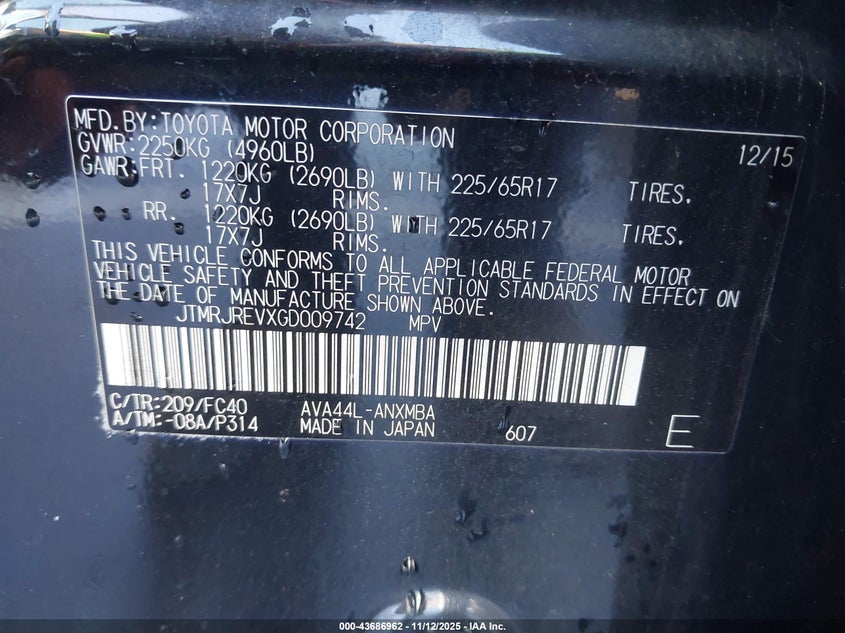 MFD.BY:TOYOTA MOTOR CORPORATION 12/15
GVWR:2250KG (4960LB)
GAWR:FRT. 1220KG (2690LB) WITH 225/65R17 TIRES.
17X7J RIMS.
RR. 1220KG (2690LB) WITH 225/65R17 TIRES.
17X7J RIMS.
THIS VEHICLE CONFORMS TO ALL APPLICABLE FEDERAL MOTOR
VEHICLE SAFETY AND THEFT PREVENTION STANDARDS IN EFFECT ON
THE DATE OF MANUFACTURE SHOWN ABOVE.
JTMRJREVXGD009742 MPV
C/TR:209/FC40 AVA44L-ANXMBA
A/TM:-08A/P314 MADE IN JAPAN 607 E
000-43686962 - 11/12/2025 - IAA Inc.